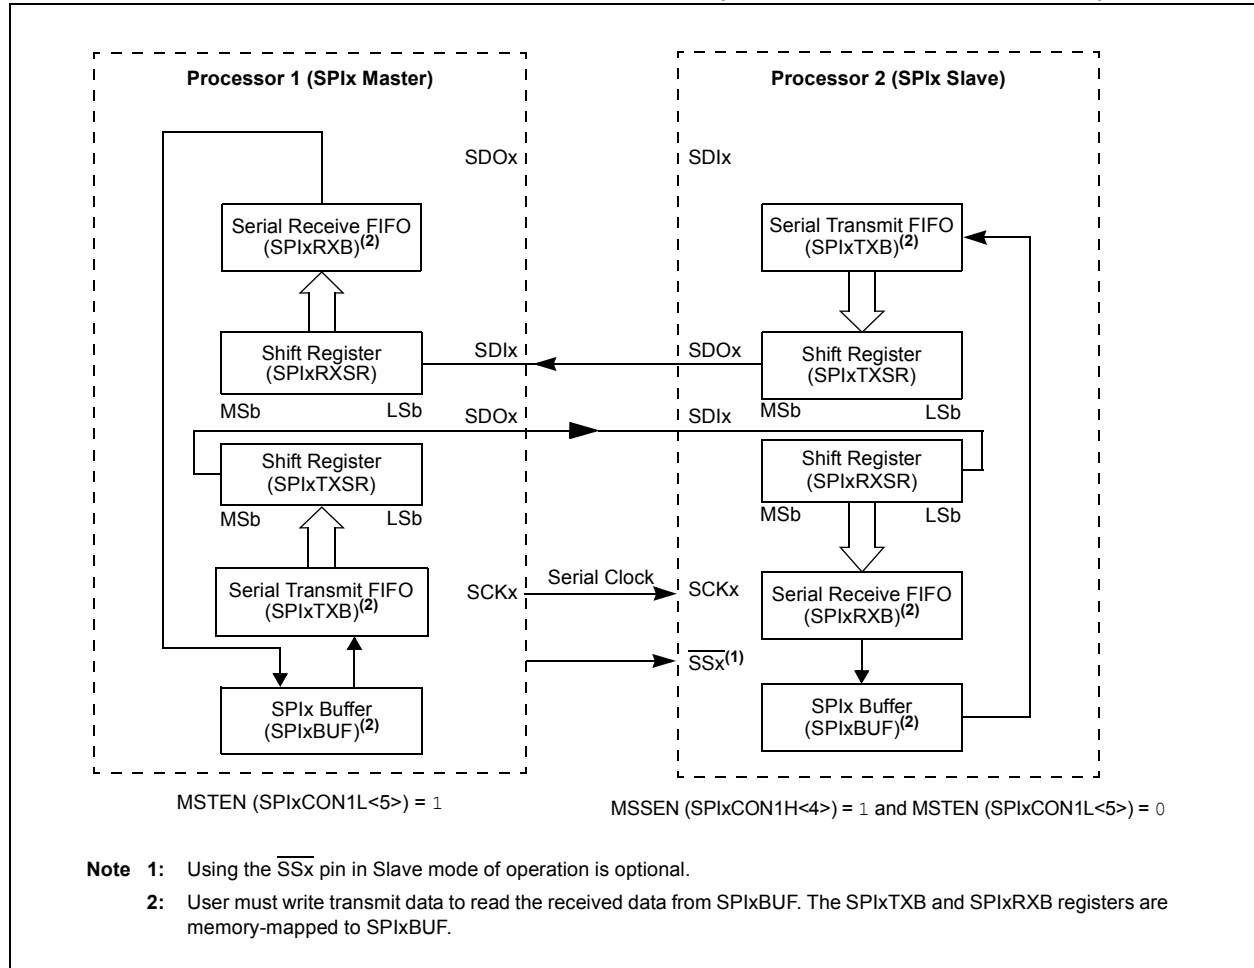 Processor 1 (SPIx Master)
Processor 2 (SPIx Slave)
SDOx
SDIx
Serial Receive FIFO
(SPIxRXB)(2)
Serial Transmit FIFO
(SPIxTXB)(2)
Shift Register
(SPIxRXSR)
SDIx
SDOx
Shift Register
(SPIxTXSR)
MSb
LSb
MSb
LSb
SDOx
SDIx
Shift Register
(SPIxTXSR)
Shift Register
(SPIxRXSR)
MSb
LSb
MSb
LSb
Serial Transmit FIFO
(SPIxTXB)(2)
SCKx
Serial Clock
SCKx
Serial Receive FIFO
(SPIxRXB)(2)
SSx(1)
SPIx Buffer
(SPIxBUF)(2)
SPIx Buffer
(SPIxBUF)(2)
MSTEN (SPIxCON1L<5>) = 1
MSSEN (SPIxCON1H<4>) = 1 and MSTEN (SPIxCON1L<5>) = 0
Note 1: Using the SSx pin in Slave mode of operation is optional.
2: User must write transmit data to read the received data from SPIxBUF. The SPIxTXB and SPIxRXB registers are
memory-mapped to SPIxBUF.